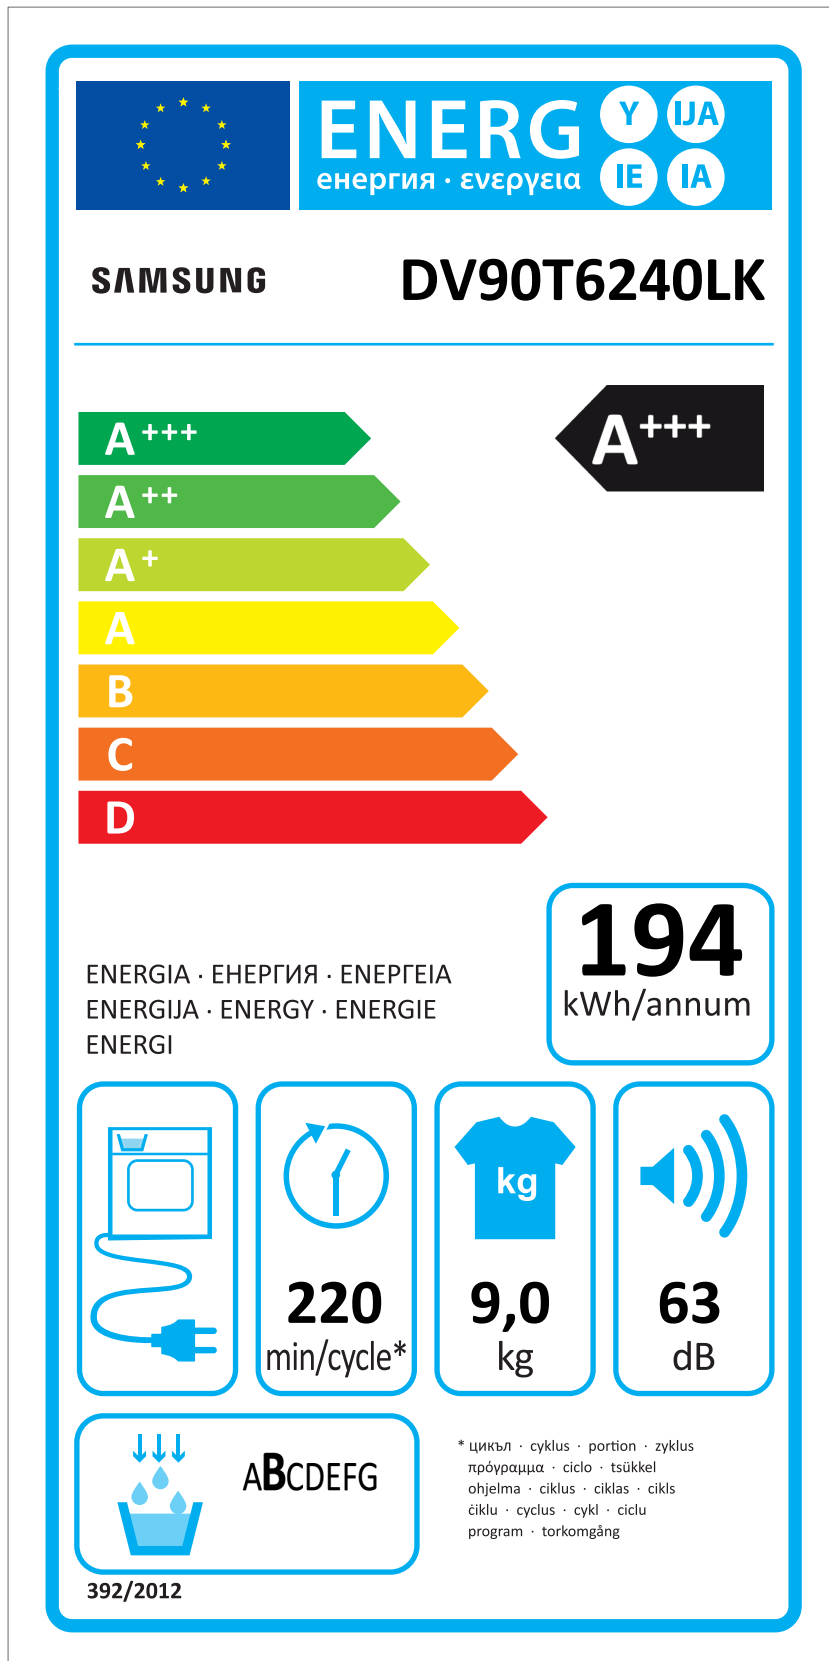 ENERG Y IJA
енергия · ενεργεια IE IA
SAMSUNG DV90T6240LK
A+++
A+++
A++
A+
A
B
C
D
194
kWh/annum
ENERGIA · ЕНЕРГИЯ · ΕΝΕΡΓΕΙΑ
ENERGIJA · ENERGY · ENERGIE
ENERGI
kg
220
min/cycle*
9,0
kg
63
dB
ABCDEFG
* цикъл · cyklus · portion · zyklus
πρόγραμμα · ciclo · tsükkel
ohjelma · ciklus · ciklas · cikls
ċiklu · cyclus · cykl · ciclu
program · torkomgång
392/2012